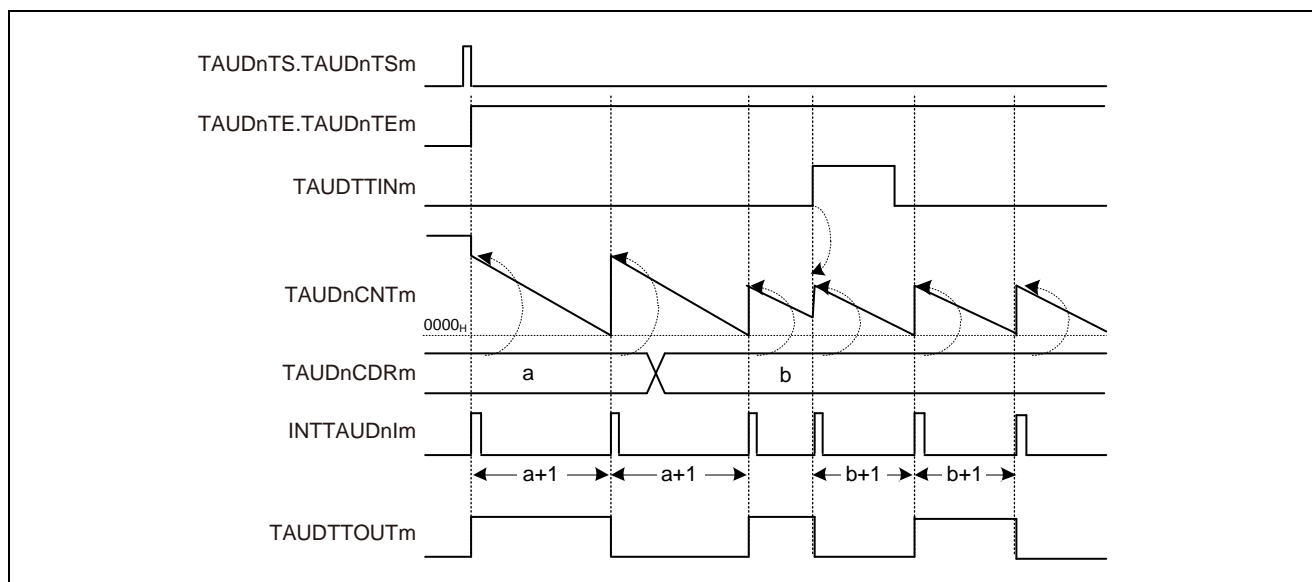 TAUDnTS.TAUDnTSm
TAUDnTE.TAUDnTEm
TAUDTTINm
TAUDnCNTm
0000H
TAUDnCDRm
a
b
INTTAUDnIm
a+1
a+1
b+1
b+1
TAUDTTOUTm